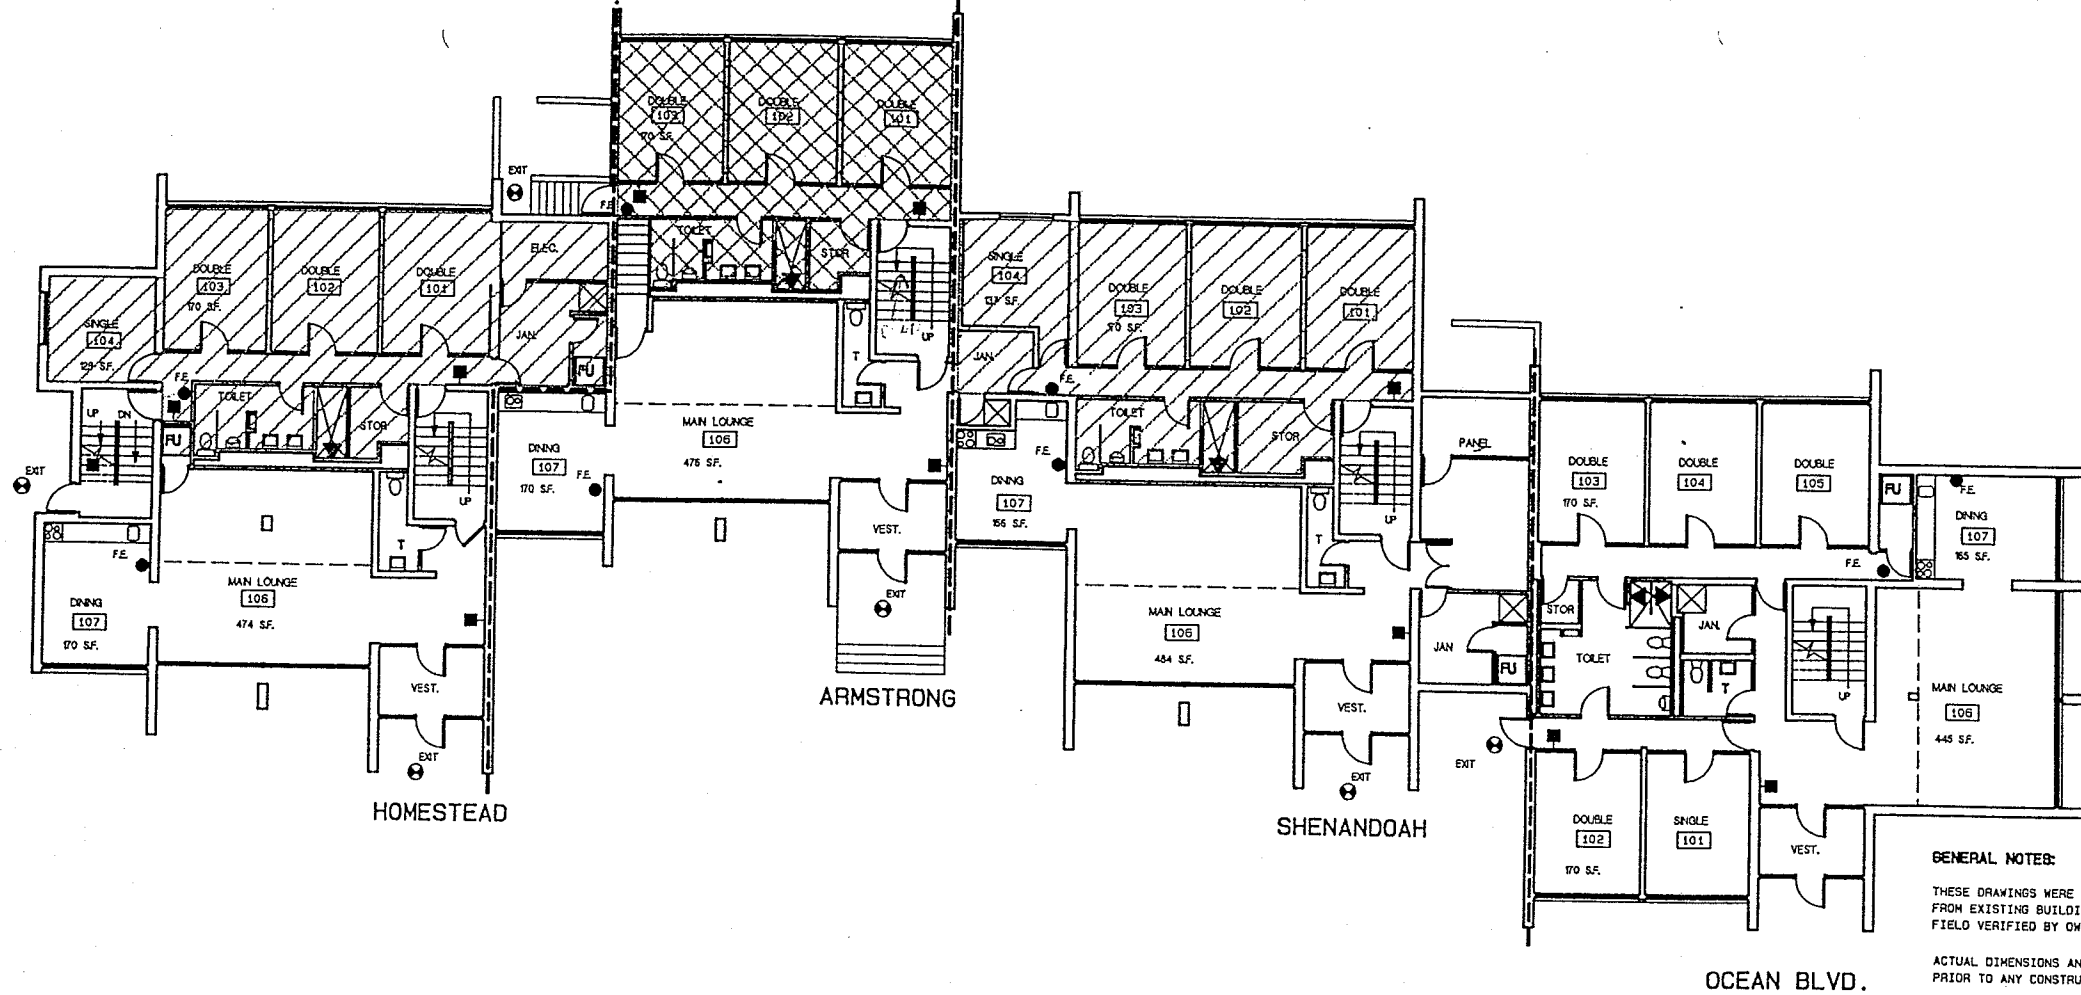 DOUBLE
103
170 S.F.
DOUBLE
102
DOUBLE
101
EXIT
F.E.
TOILET
STOR
UP
T
MAIN LOUNGE
106
476 S.F.
VEST.
EXIT
ARMSTRONG
DINING
107
170 S.F.
F.E.
DOUBLE
103
170 S.F.
DOUBLE
102
DOUBLE
101
ELEC.
JAN.
FU
SINGLE
104
129 S.F.
F.E.
UP
DN
FU
TOILET
STOR
UP
T
EXIT
F.E.
DINING
107
170 S.F.
MAIN LOUNGE
106
474 S.F.
VEST.
EXIT
HOMESTEAD
SINGLE
104
JAN.
F.E.
DOUBLE
103
170 S.F.
DOUBLE
102
DOUBLE
101
TOILET
STOR
UP
T
F.E.
DINING
107
166 S.F.
MAIN LOUNGE
106
484 S.F.
PANEL
JAN
FU
VEST.
EXIT
EXIT
SHENANDOAH
DOUBLE
103
170 S.F.
DOUBLE
104
DOUBLE
105
FU
F.E.
DINING
107
165 S.F.
F.E.
STOR
JAN.
TOILET
T
UP
MAIN LOUNGE
106
445 S.F.
DOUBLE
102
170 S.F.
SINGLE
101
VEST.
OCEAN BLVD.
GENERAL NOTES:
THESE DRAWINGS WERE
FROM EXISTING BUILDI
FIELD VERIFIED BY OW
ACTUAL DIMENSIONS AN
PRIOR TO ANY CONSTRU